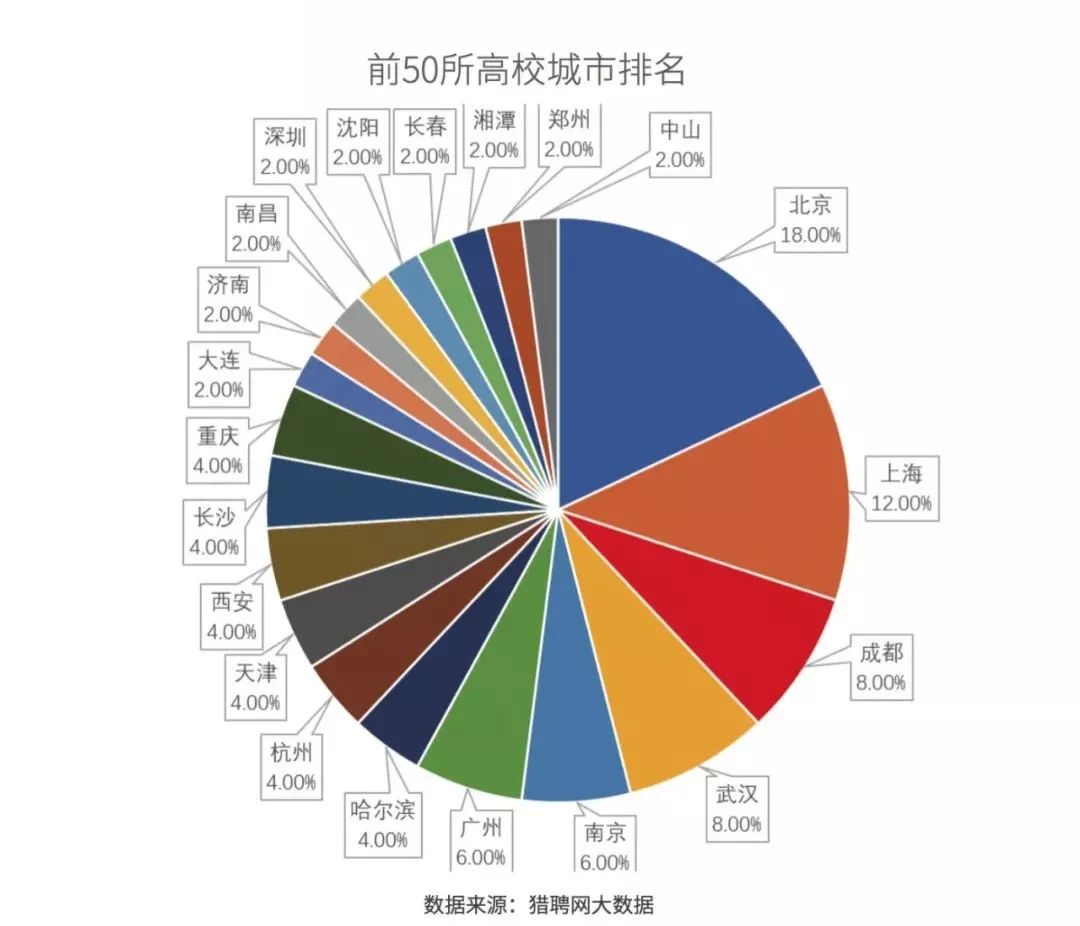 前50所高校城市排名
北京
18.00%
上海
12.00%
成都
8.00%
武汉
8.00%
南京
6.00%
广州
6.00%
哈尔滨
4.00%
杭州
4.00%
天津
4.00%
西安
4.00%
长沙
4.00%
重庆
4.00%
大连
2.00%
济南
2.00%
南昌
2.00%
深圳
2.00%
沈阳
2.00%
长春
2.00%
湘潭
2.00%
郑州
2.00%
中山
2.00%
数据来源：猎聘网大数据